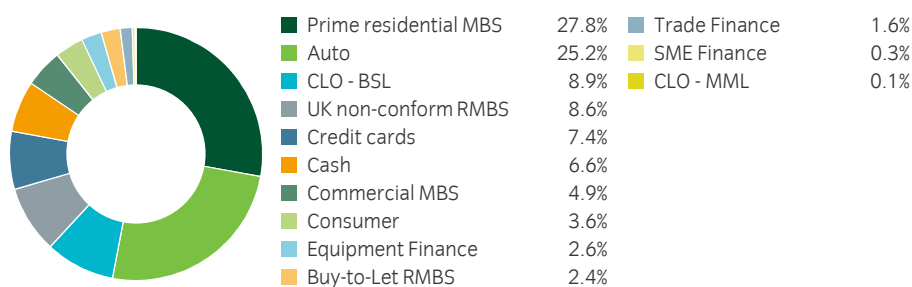 Prime residential MBS 27.8%
Auto 25.2%
CLO - BSL 8.9%
UK non-conform RMBS 8.6%
Credit cards 7.4%
Cash 6.6%
Commercial MBS 4.9%
Consumer 3.6%
Equipment Finance 2.6%
Buy-to-Let RMBS 2.4%
Trade Finance 1.6%
SME Finance 0.3%
CLO - MML 0.1%